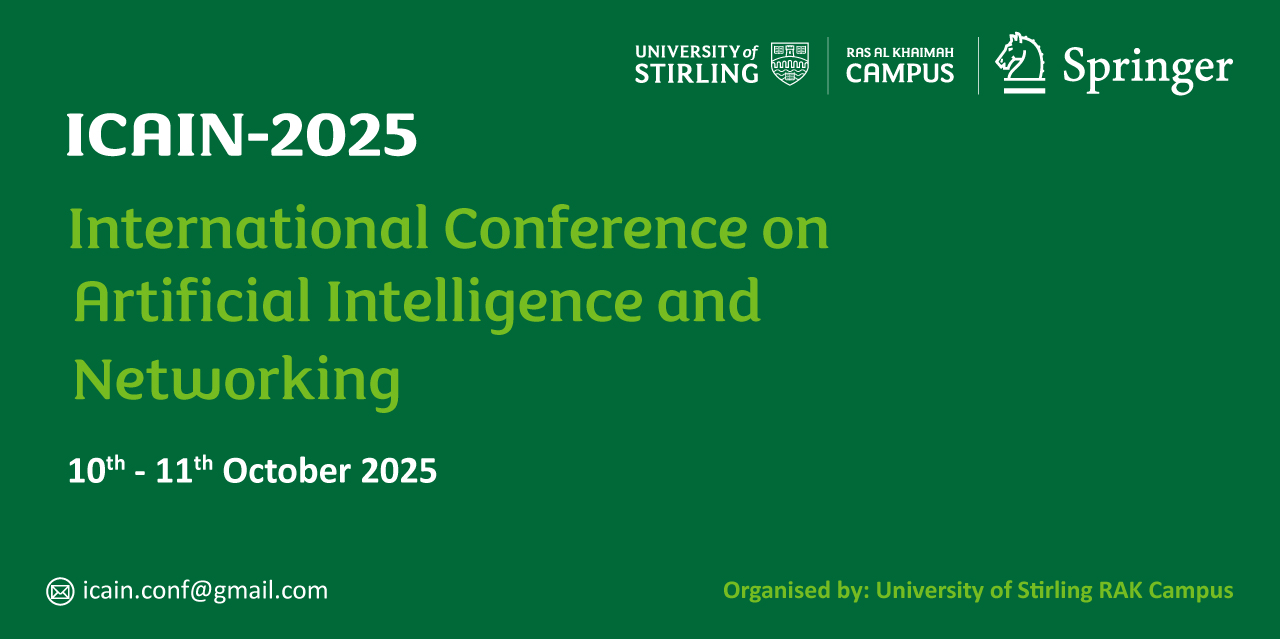 UNIVERSITY of
STIRLING
RAS AL KHAIMAH
CAMPUS
Springer
ICAIN-2025
International Conference on
Artificial Intelligence and
Networking
10th - 11th October 2025
icain.conf@gmail.com
Organised by: University of Stirling RAK Campus